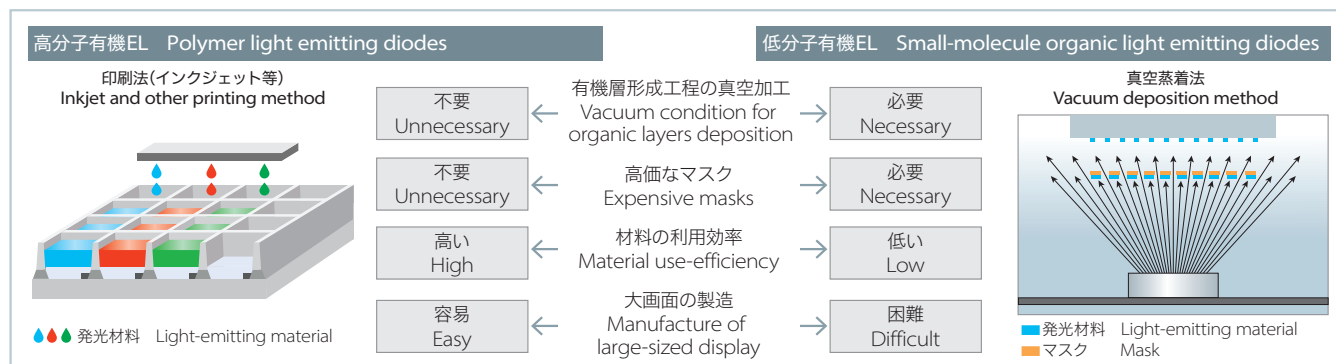 高分子有機EL Polymer light emitting diodes
低分子有機EL Small-molecule organic light emitting diodes
印刷法(インクジェット等)
Inkjet and other printing method
発光材料 Light-emitting material
不要
Unnecessary
有機層形成工程の真空加工
Vacuum condition for
organic layers deposition
必要
Necessary
不要
Unnecessary
高価なマスク
Expensive masks
必要
Necessary
高い
High
材料の利用効率
Material use-efficiency
低い
Low
容易
Easy
大画面の製造
Manufacture of
large-sized display
困難
Difficult
真空蒸着法
Vacuum deposition method
発光材料 Light-emitting material
マスク Mask